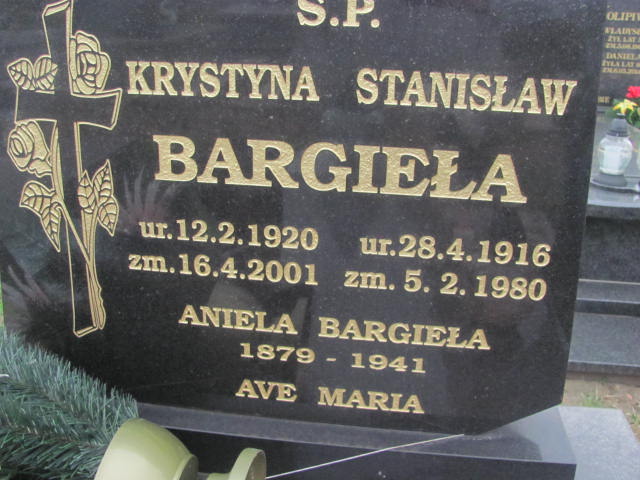 Ś.P.
KRYSTYNA STANISŁAW
BARGIEŁA
ur.12.2.1920 ur.28.4.1916
zm.16.4.2001 zm. 5. 2. 1980
ANIELA BARGIEŁA
1879 - 1941
AVE MARIA